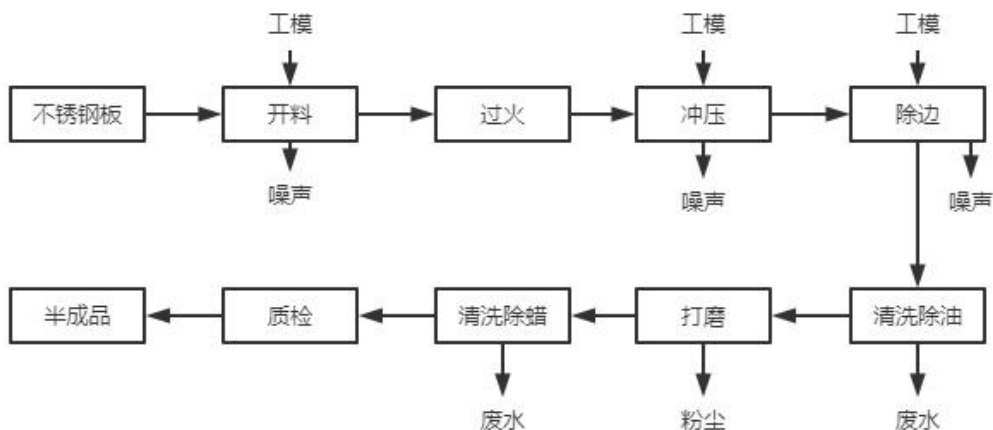 工模 工模 工模
不锈钢板 开料 过火 冲压 除边
噪声 噪声 噪声
半成品 质检 清洗除蜡 打磨 清洗除油
废水 粉尘 废水